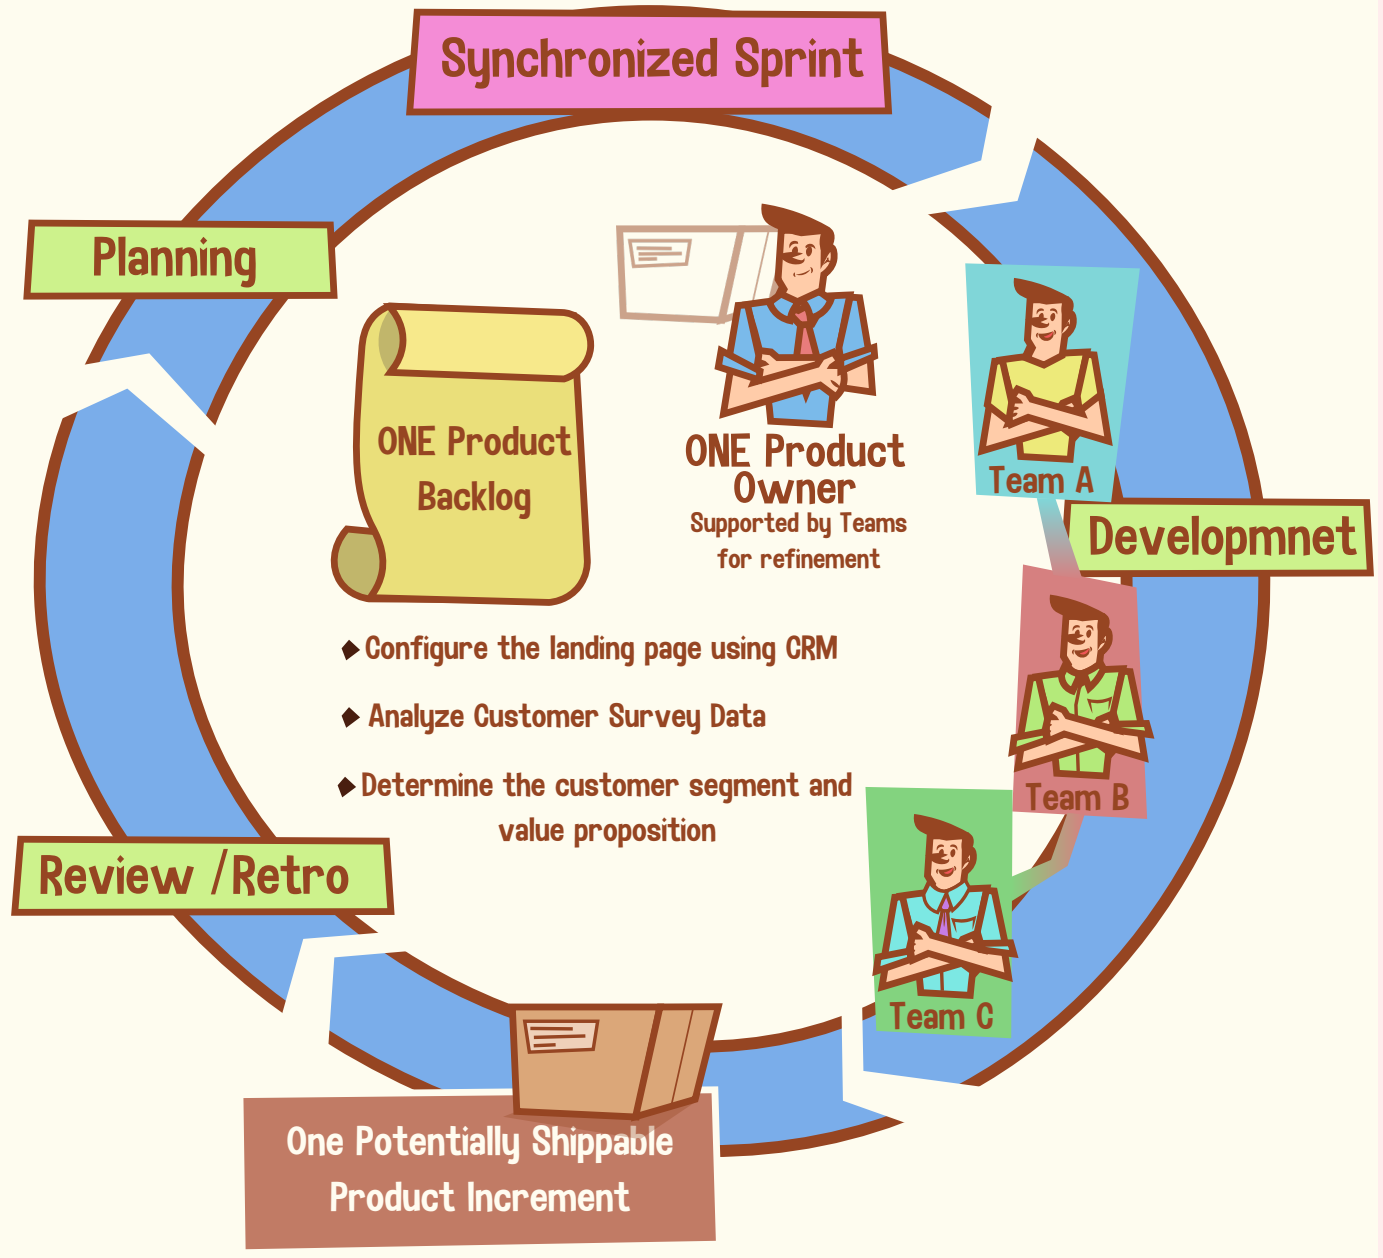 Synchronized Sprint
Planning
ONE Product
Backlog
ONE Product
Owner
Supported by Teams
for refinement
Team A
Developmnet
Configure the landing page using CRM
Analyze Customer Survey Data
Determine the customer segment and
value proposition
Team B
Review /Retro
Team C
One Potentially Shippable
Product Increment